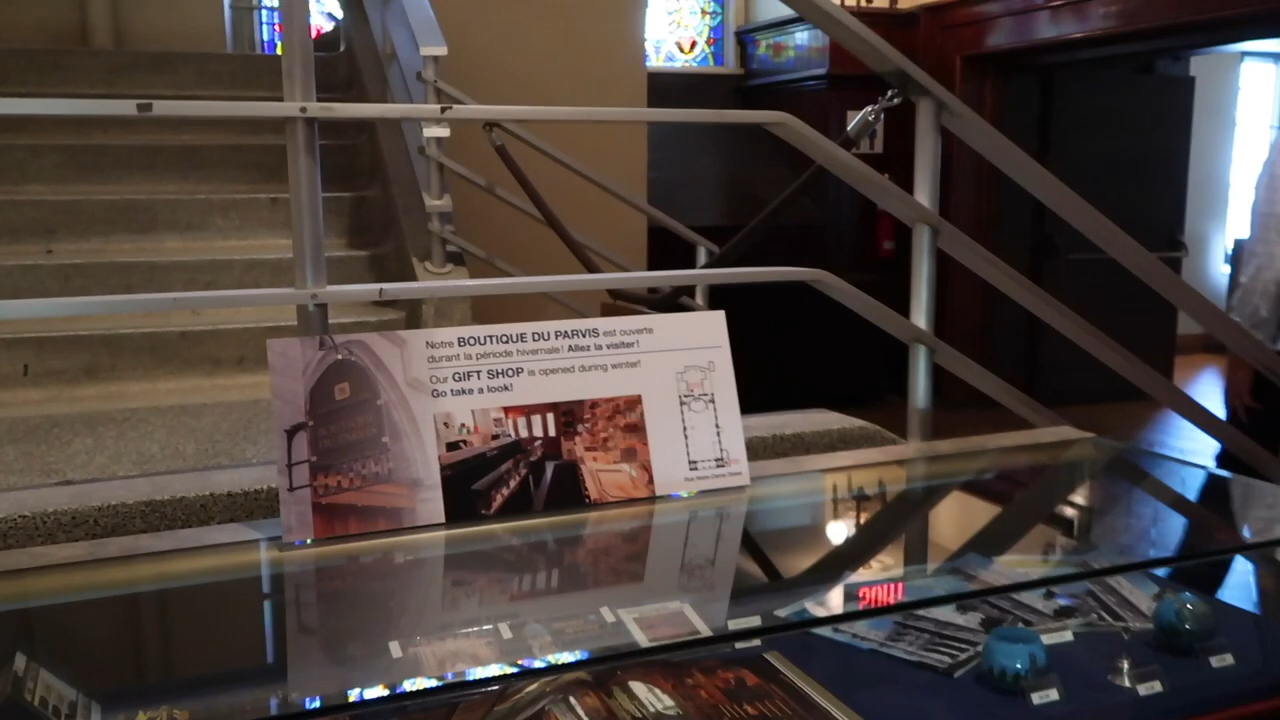 Notre BOUTIQUE DU PARVIS est ouverte
durant la période hivernale! Allez la visiter!
Our GIFT SHOP is opened during winter!
Go take a look!